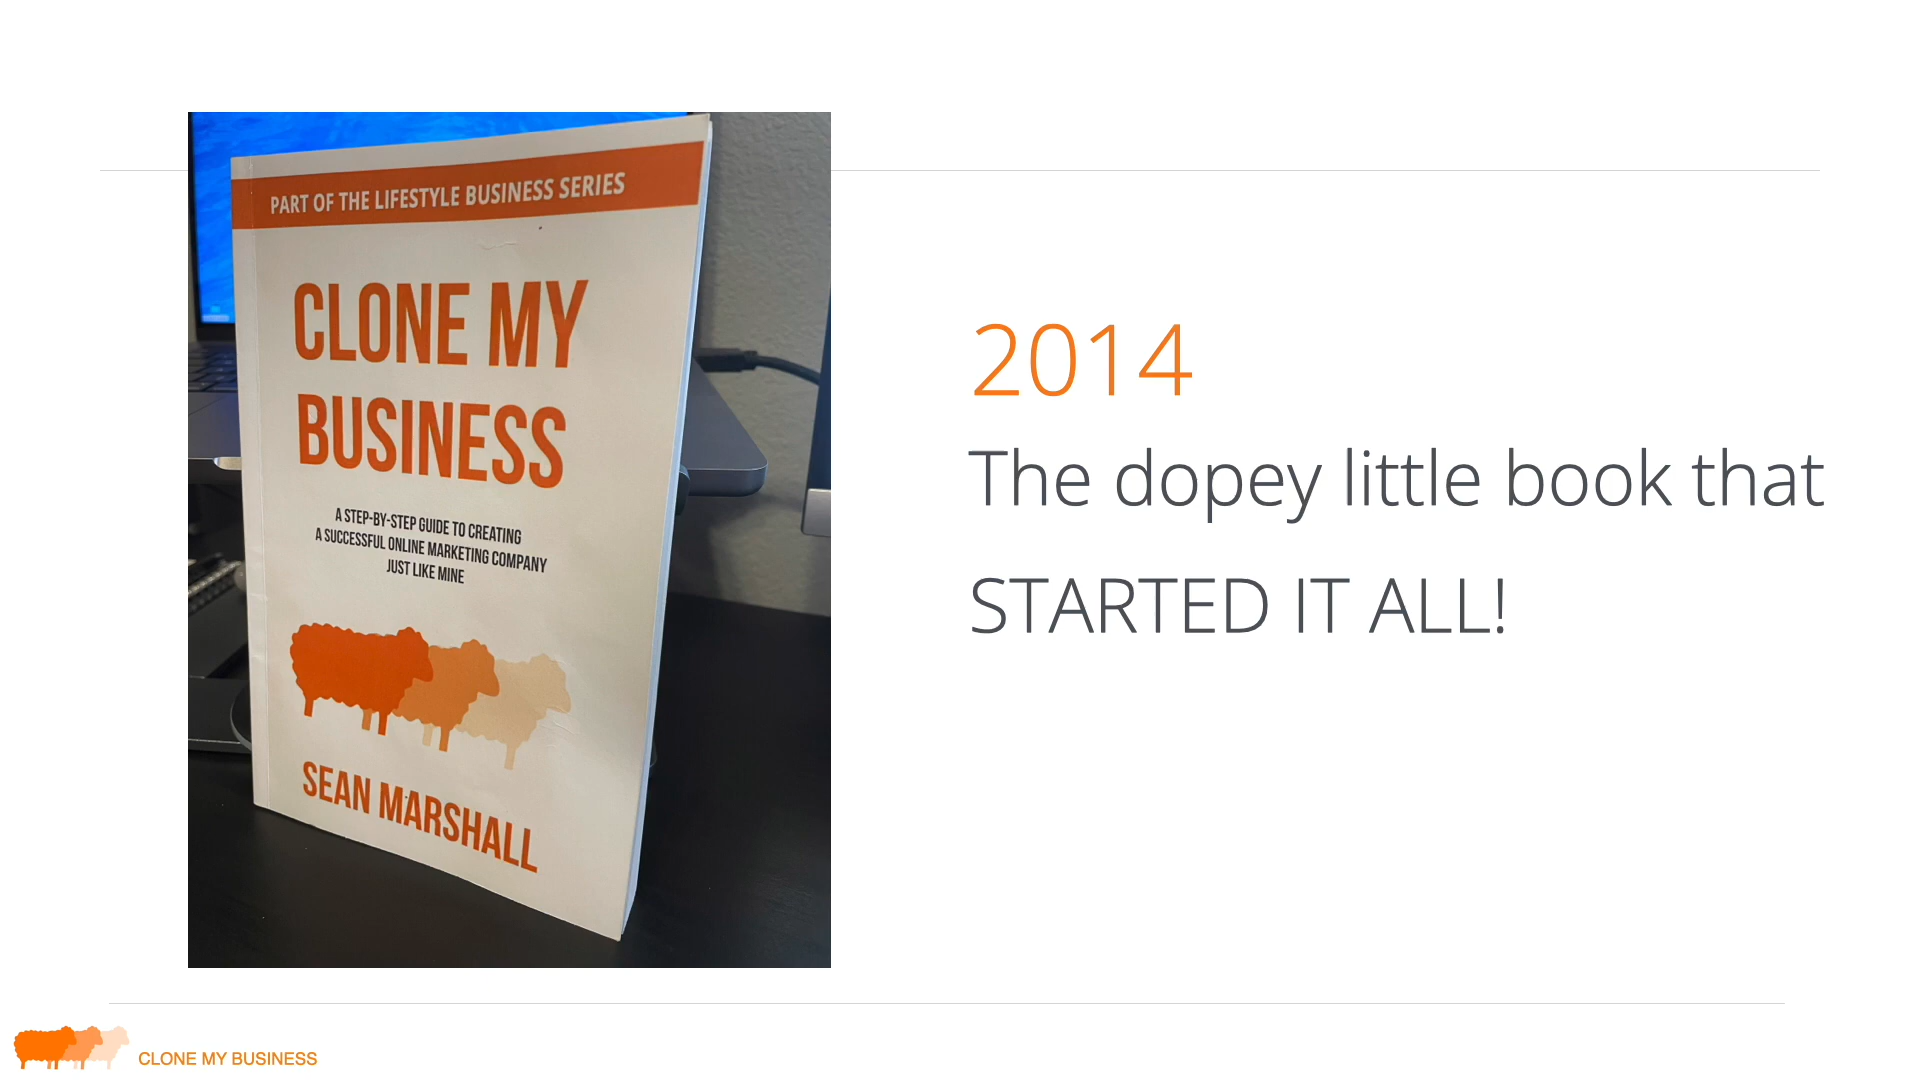 PART OF THE LIFESTYLE BUSINESS SERIES
CLONE MY
BUSINESS
A STEP-BY-STEP GUIDE TO CREATING
A SUCCESSFUL ONLINE MARKETING COMPANY
JUST LIKE MINE
SEAN MARSHALL
2014
The dopey little book that
STARTED IT ALL!
CLONE MY BUSINESS